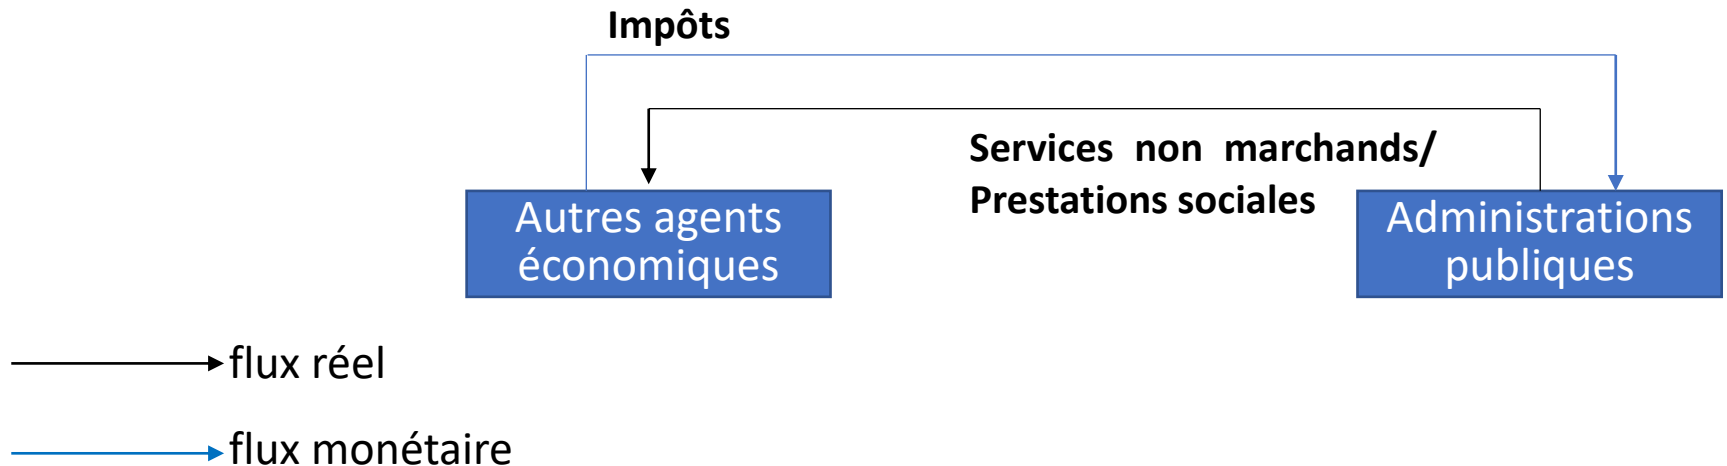 Impôts
Services non marchands/
Prestations sociales
Autres agents
économiques
Administrations
publiques
flux réel
flux monétaire